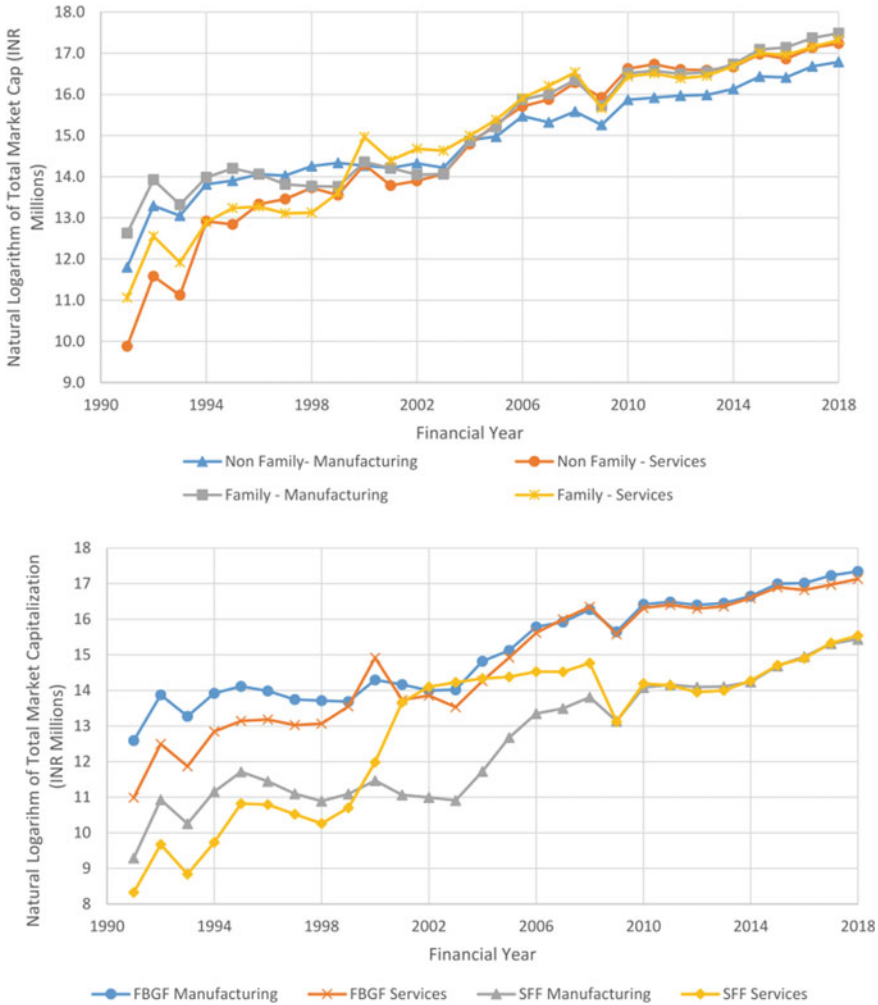 Natural Logarithm of Total Market Cap (INR
Millions)
18.0
17.0
16.0
15.0
14.0
13.0
12.0
11.0
10.0
9.0
1990 1994 1998 2002 2006 2010 2014 2018
Financial Year
Non Family- Manufacturing Non Family - Services
Family - Manufacturing Family - Services
Natural Logarihm of Total Market Capitalization
(INR Millions)
18
17
16
15
14
13
12
11
10
9
8
1990 1994 1998 2002 2006 2010 2014 2018
Financial Year
FBGF Manufacturing FBGF Services SFF Manufacturing SFF Services